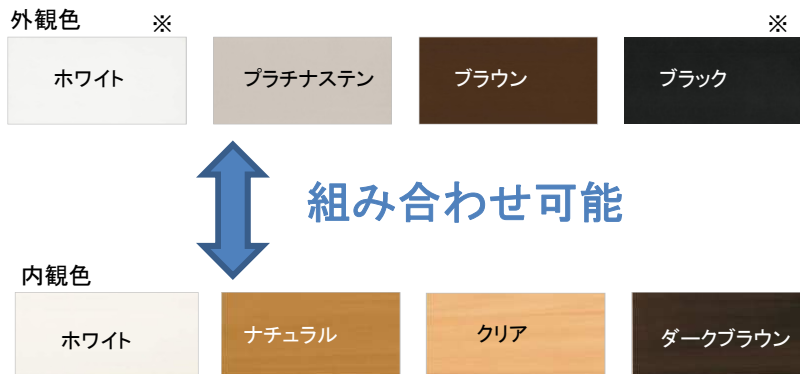 外観色 ※ ※
ホワイト プラチナステン ブラウン ブラック
組み合わせ可能
内観色
ホワイト ナチュラル クリア ダークブラウン